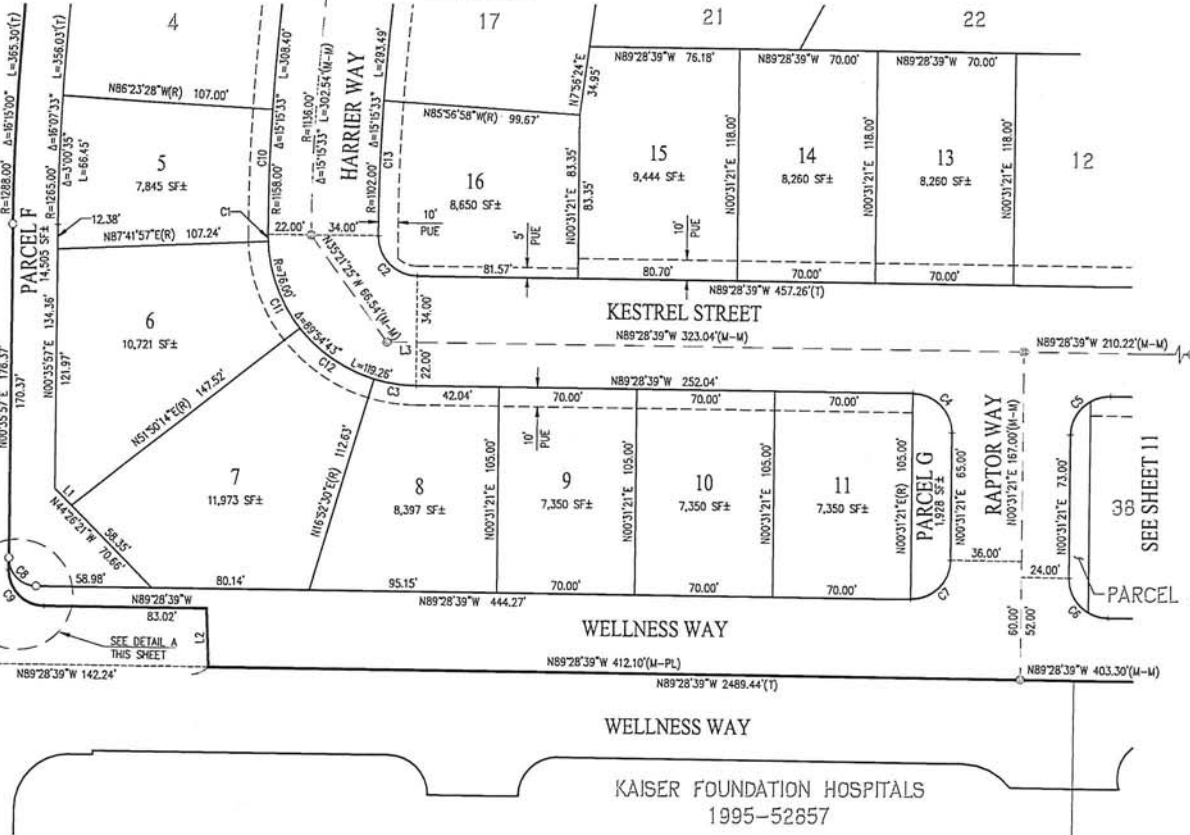 4
17
21
22
L=365.30'(T)
Δ=16°15'00"
R=1288.00'
L=356.03'(T)
Δ=16°07'33"
R=1265.00'
Δ=3°00'35"
L=66.45'
N86°23'28"W(R) 107.00'
5
7,845 SF±
C10
L=308.40'
Δ=15°15'33"
R=1158.00'
R=1136.00'
Δ=15°15'33" L=302.54'(M-M)
HARRIER WAY
L=293.49'
Δ=15°15'33"
R=1102.00'
C13
N85°56'58"W(R) 99.67'
16
8,650 SF±
10'
PUE
N7°56'24"E
34.95'
N00°31'21"E 83.35'
83.35'
N89°28'39"W 76.18'
N89°28'39"W 70.00'
N89°28'39"W 70.00'
15
9,444 SF±
N00°31'21"E 118.00'
14
8,260 SF±
N00°31'21"E 118.00'
13
8,260 SF±
N00°31'21"E 118.00'
12
PARCEL F
14,505 SF±
12.38'
N87°41'57"E(R) 107.24'
C1
22.00'
34.00'
C2
5'
PUE
10'
PUE
81.57'
80.70'
70.00'
70.00'
N89°28'39"W 457.26'(T)
N35°21'25"W 66.54'(M-M)
R=76.00'
C11
Δ=89°54'43"
C12
L=119.26'
C3
L3
34.00'
22.00'
KESTREL STREET
N89°28'39"W 323.04'(M-M)
N89°28'39"W 210.22'(M-M)
6
10,721 SF±
N00°35'57"E 134.36'
121.97'
170.37'
N51°50'14"E(R) 147.52'
N89°28'39"W 252.04'
42.04'
70.00'
70.00'
70.00'
10'
PUE
C4
C5
7
11,973 SF±
N16°52'30"E(R) 112.63'
8
8,397 SF±
N00°31'21"E 105.00'
9
7,350 SF±
N00°31'21"E 105.00'
10
7,350 SF±
N00°31'21"E 105.00'
11
7,350 SF±
N00°31'21"E(R) 105.00'
PARCEL G
1,928 SF±
N00°31'21"E 65.00'
RAPTOR WAY
N00°31'21"E 167.00'(M-M)
N00°31'21"E 73.00'
38
SEE SHEET 11
L1
N44°26'21"W
58.35'
70.66'
36.00'
24.00'
PARCEL
C8
C9
58.98'
80.14'
95.15'
70.00'
70.00'
70.00'
C7
C6
N89°28'39"W
83.02'
N89°28'39"W 444.27'
L2
WELLNESS WAY
60.00'
52.00'
SEE DETAIL A
THIS SHEET
N89°28'39"W 142.24'
N89°28'39"W 412.10'(M-PL)
N89°28'39"W 403.30'(M-M)
N89°28'39"W 2489.44'(T)
WELLNESS WAY
KAISER FOUNDATION HOSPITALS
1995-52857